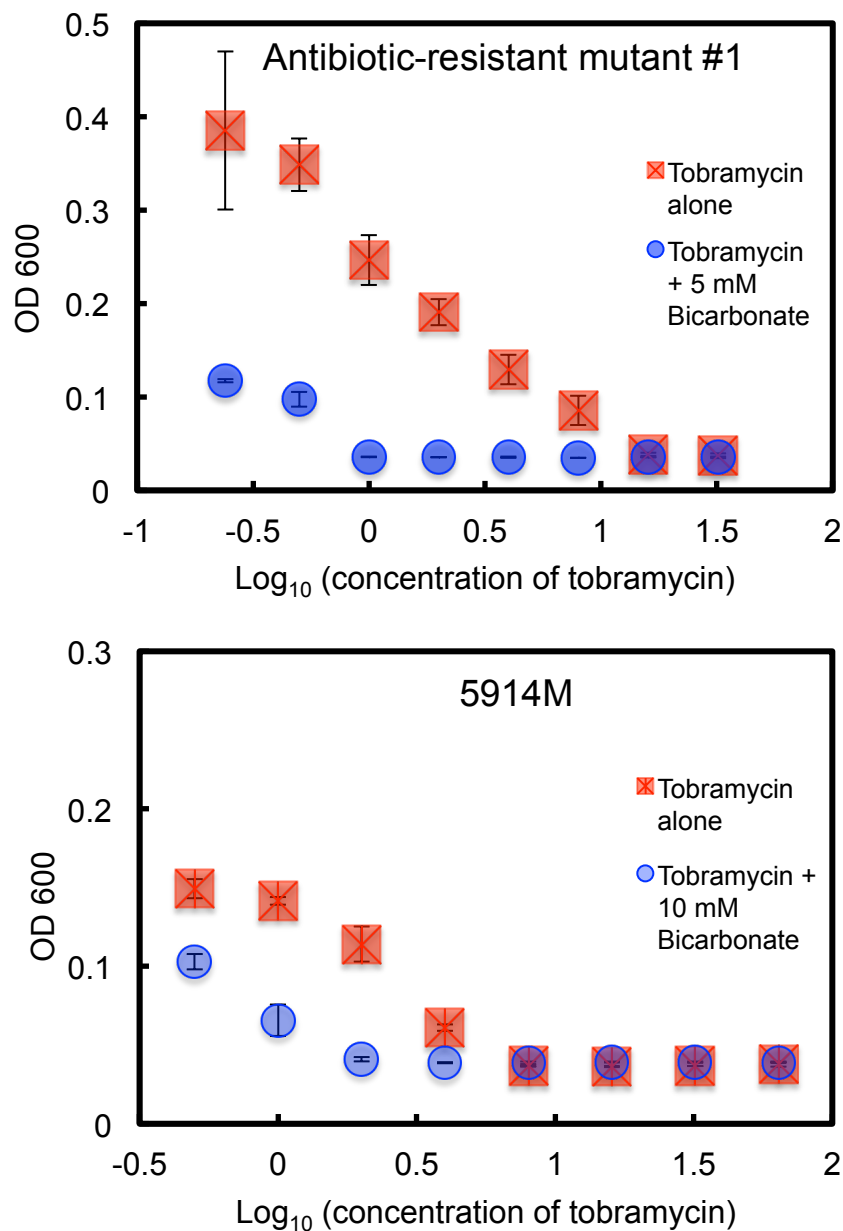 Antibiotic-resistant mutant #1
0.5
0.4
0.3
0.2
0.1
0
OD 600
Tobramycin
alone
Tobramycin
+ 5 mM
Bicarbonate
-1
-0.5
0
0.5
1
1.5
2
Log10 (concentration of tobramycin)
5914M
0.3
0.2
0.1
0
OD 600
Tobramycin
alone
Tobramycin +
10 mM
Bicarbonate
-0.5
0
0.5
1
1.5
2
Log10 (concentration of tobramycin)